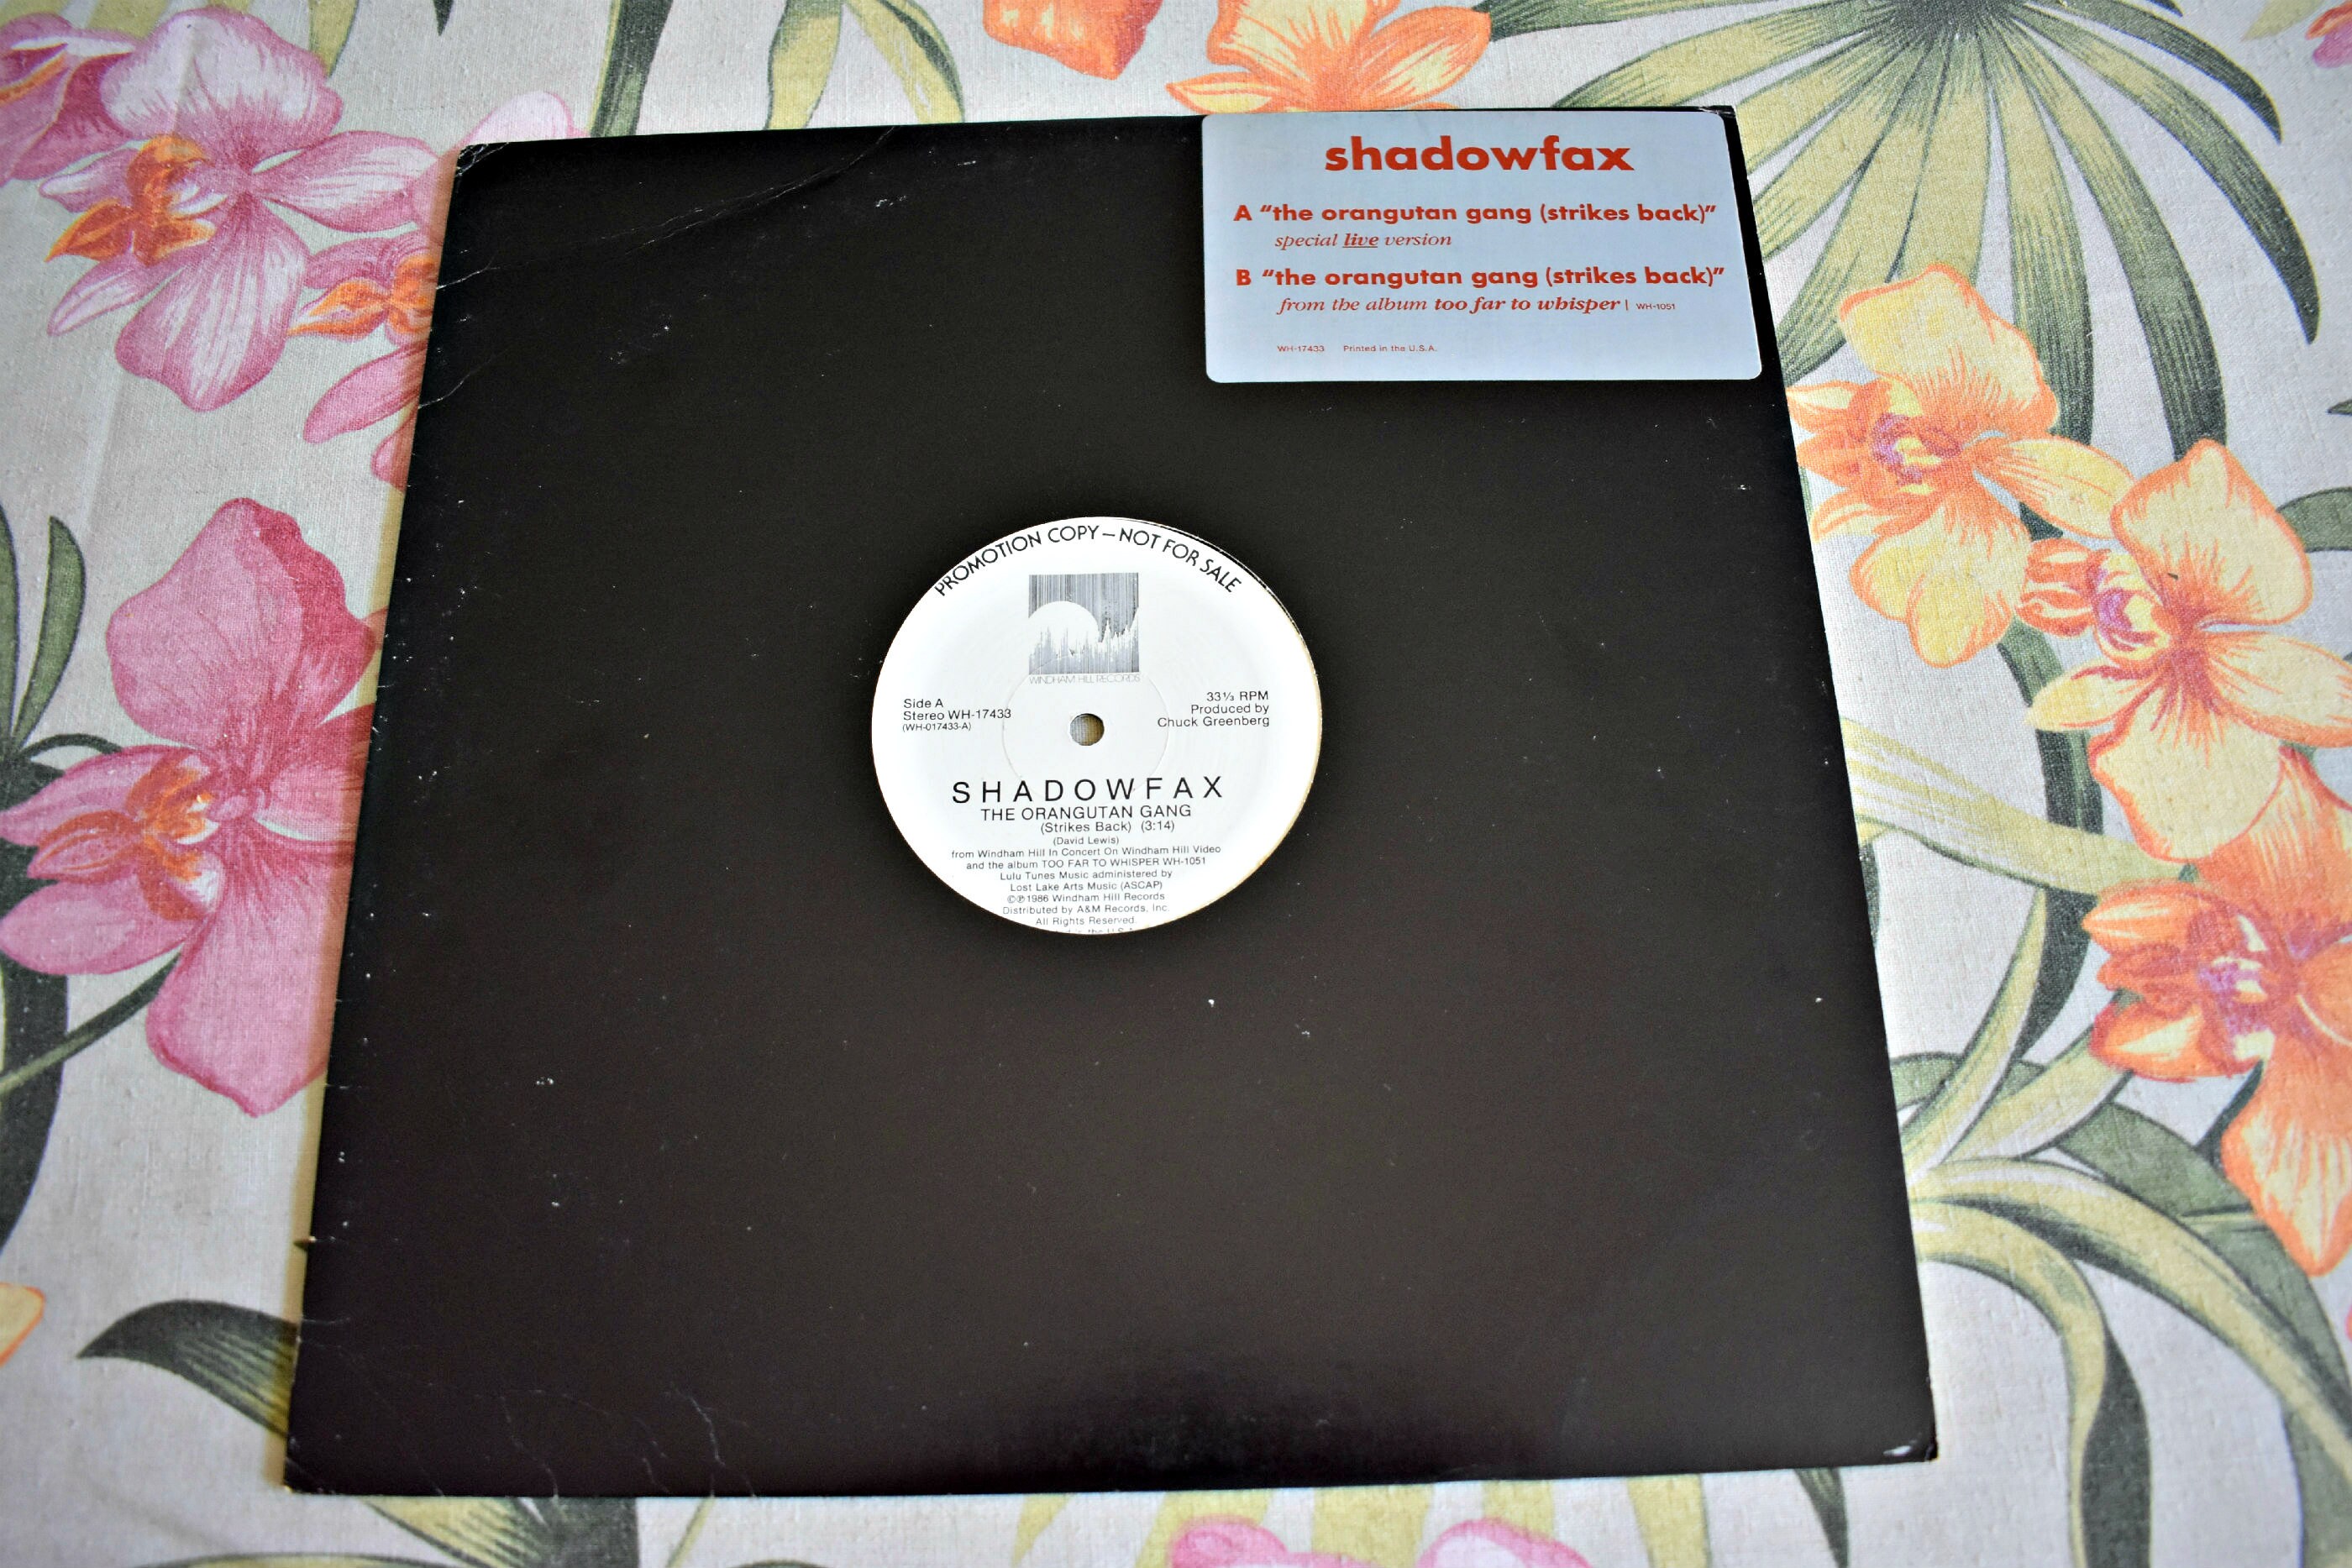 shadowfax
A "the orangutan gang (strikes back)"
special live version
B "the orangutan gang (strikes back)"
from the album too far to whisper | WH-1051
WH-17433 Printed in the U.S.A.
PROMOTION COPY — NOT FOR SALE
WINDHAM HILL RECORDS
Side A
Stereo WH-17433
(WH-017433-A)
33⅓ RPM
Produced by
Chuck Greenberg
SHADOWFAX
THE ORANGUTAN GANG
(Strikes Back) (3:14)
(David Lewis)
from Windham Hill In Concert On Windham Hill Video
and the album TOO FAR TO WHISPER WH-1051
Lulu Tunes Music administered by
Lost Lake Arts Music (ASCAP)
©℗1986 Windham Hill Records
Distributed by A&M Records, Inc.
All Rights Reserved